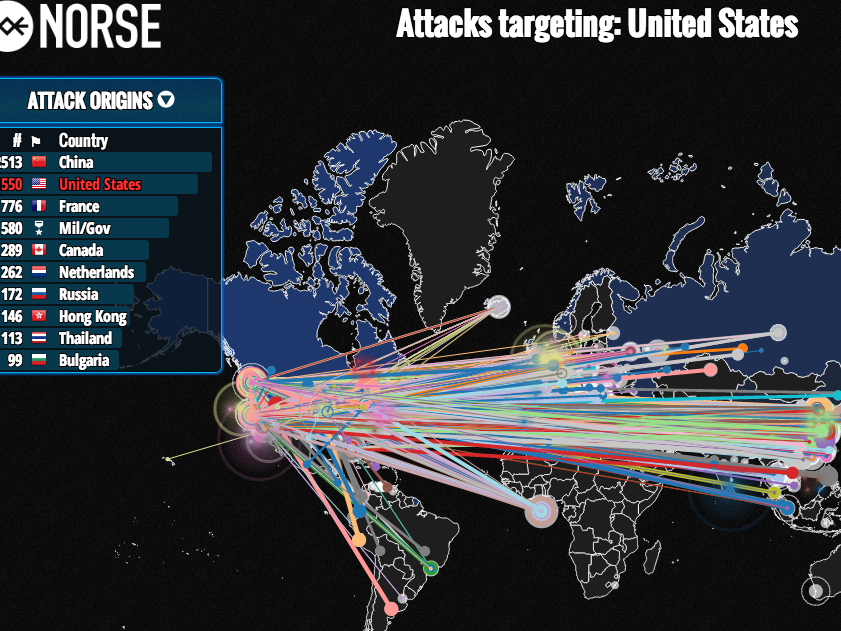 NORSE
Attacks targeting: United States
ATTACK ORIGINS
# Country
513 China
550 United States
776 France
580 Mil/Gov
289 Canada
262 Netherlands
172 Russia
146 Hong Kong
113 Thailand
99 Bulgaria